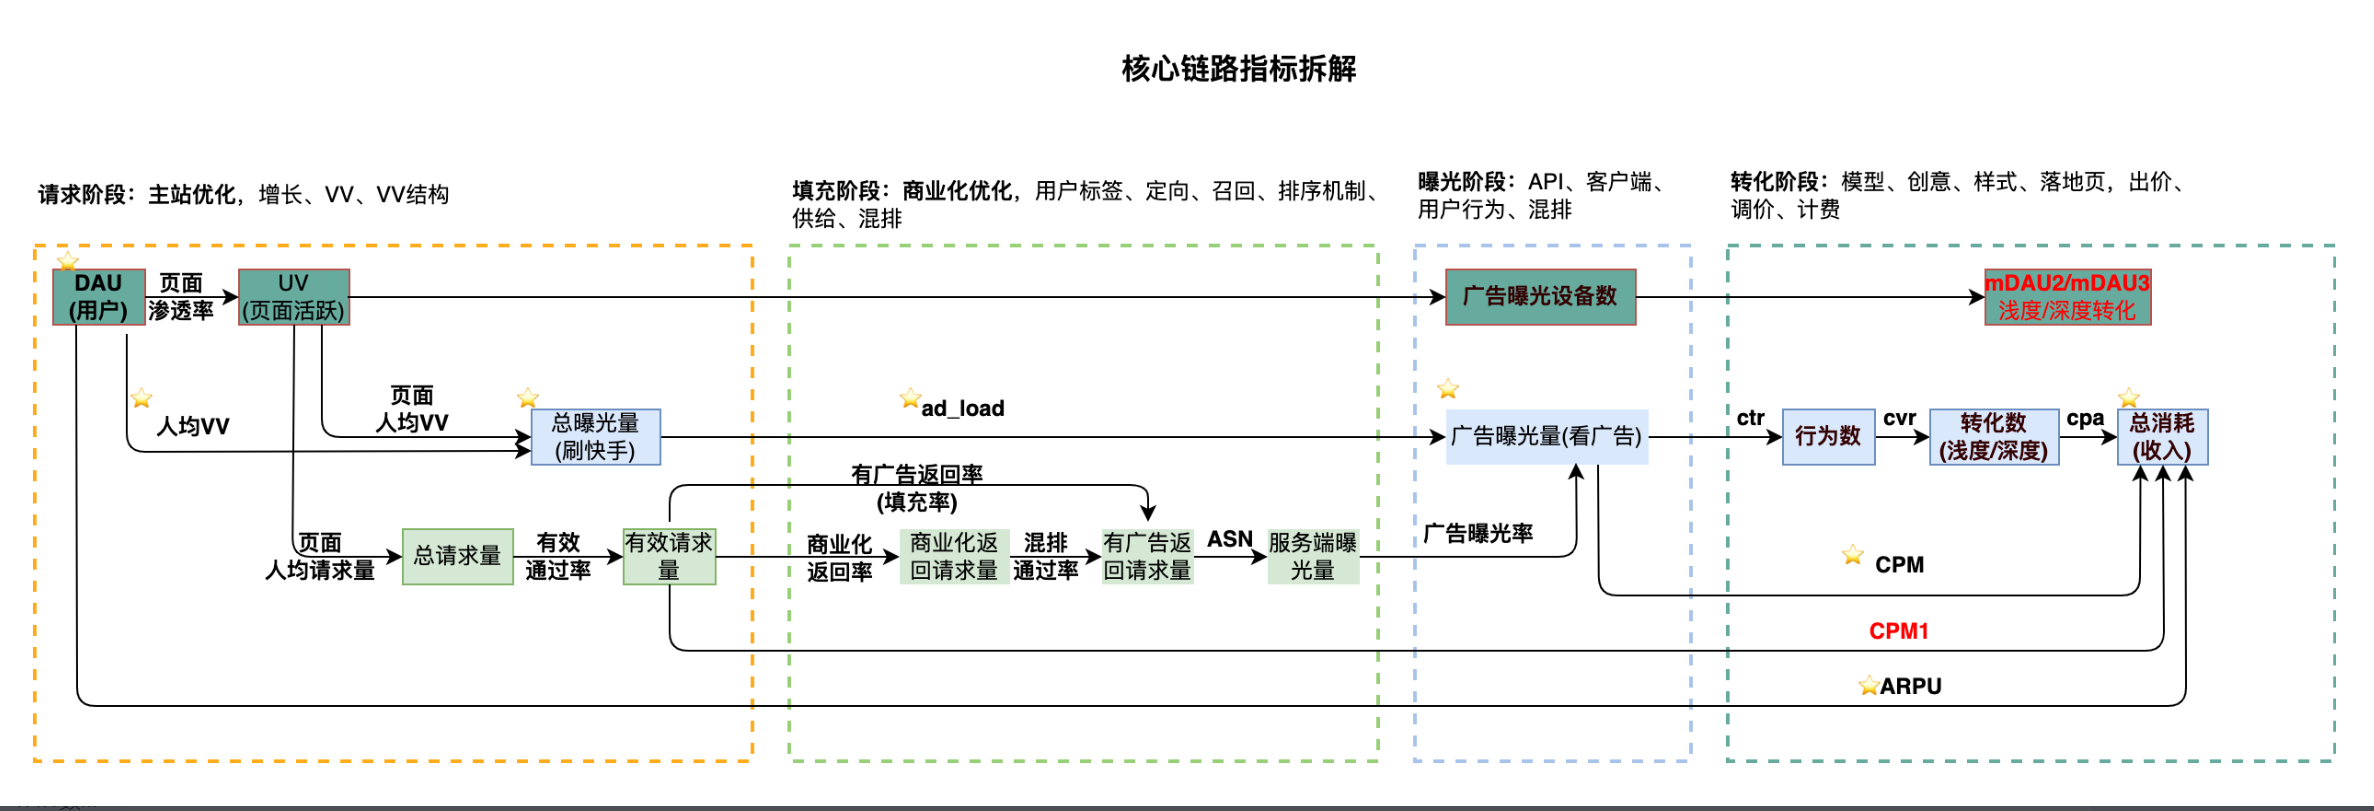 核心链路指标拆解
请求阶段：主站优化，增长、VV、VV结构
填充阶段：商业化优化，用户标签、定向、召回、排序机制、
供给、混排
曝光阶段：API、客户端、
用户行为、混排
转化阶段：模型、创意、样式、落地页，出价、
调价、计费
DAU
(用户)
页面
渗透率
UV
(页面活跃)
广告曝光设备数
mDAU2/mDAU3
浅度/深度转化
人均VV
页面
人均VV
总曝光量
(刷快手)
ad_load
广告曝光量(看广告)
ctr
行为数
cvr
转化数
(浅度/深度)
cpa
总消耗
(收入)
有广告返回率
(填充率)
页面
人均请求量
总请求量
有效
通过率
有效请求
量
商业化
返回率
商业化返
回请求量
混排
通过率
有广告返
回请求量
ASN
服务端曝
光量
广告曝光率
CPM
CPM1
ARPU